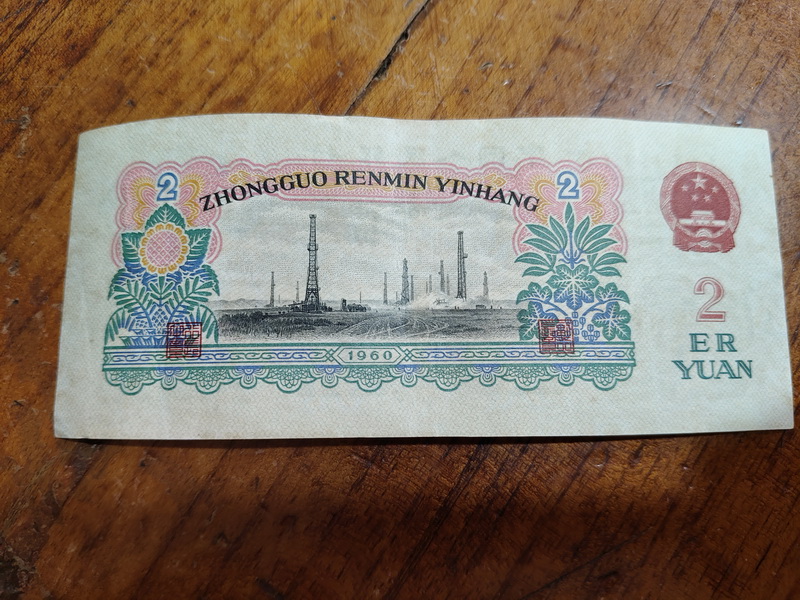 2
ZHONGGUO RENMIN YINHANG
2
1960
2
ER
YUAN